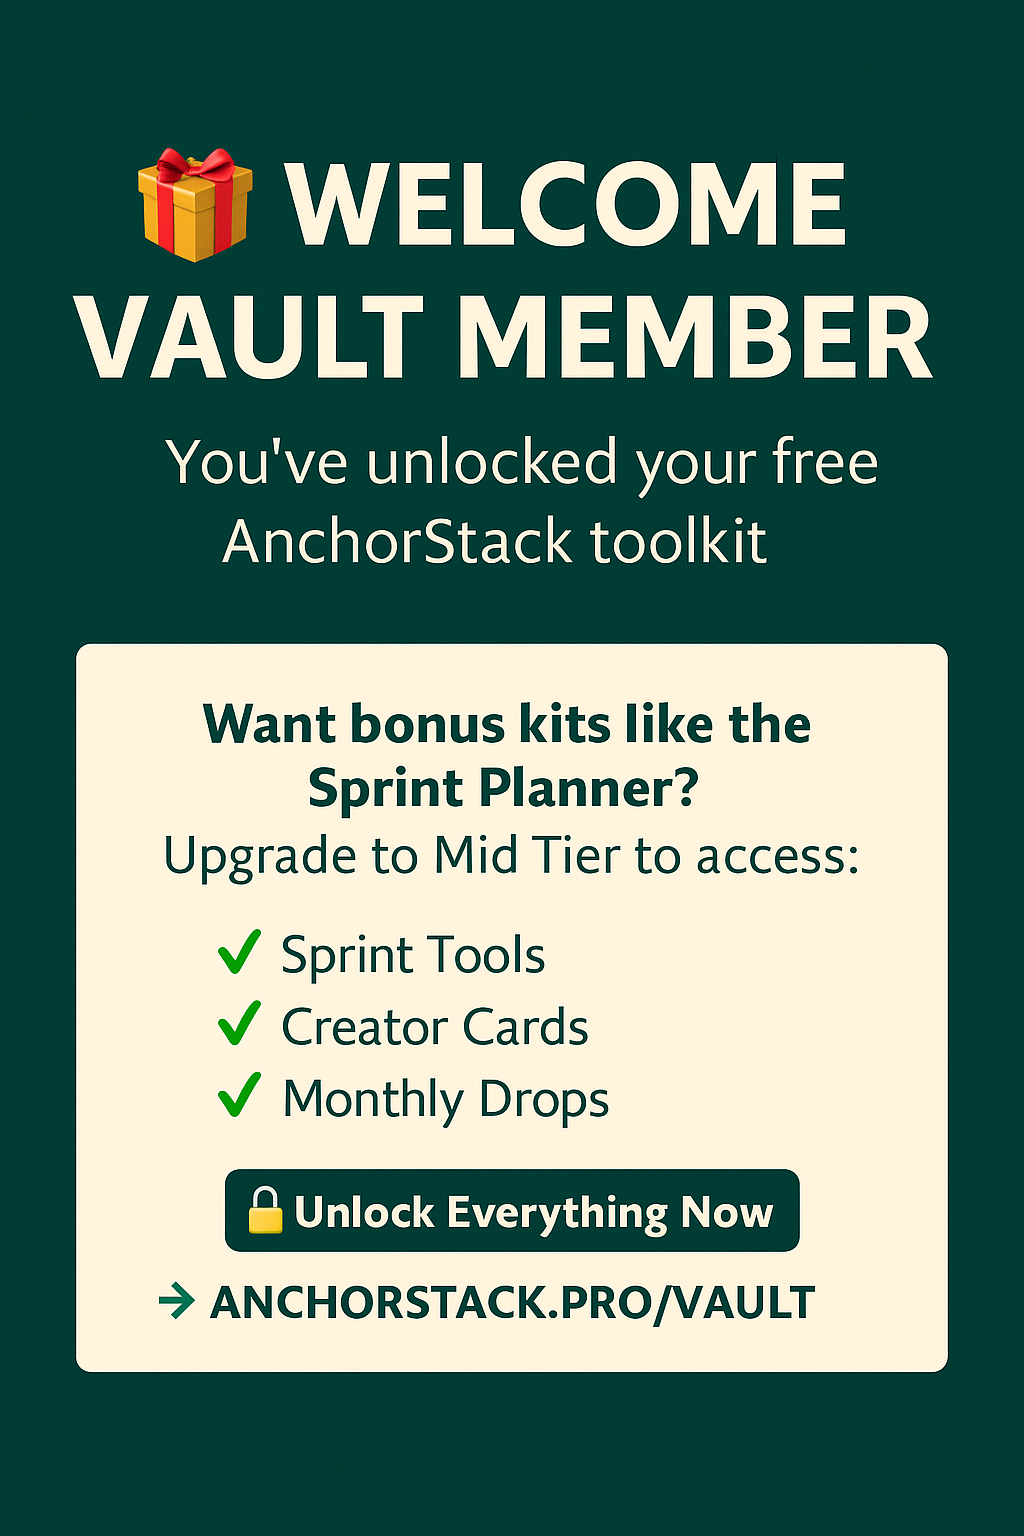 WELCOME
VAULT MEMBER
You've unlocked your free
AnchorStack toolkit
Want bonus kits like the
Sprint Planner?
Upgrade to Mid Tier to access:
Sprint Tools
Creator Cards
Monthly Drops
Unlock Everything Now
→ ANCHORSTACK.PRO/VAULT